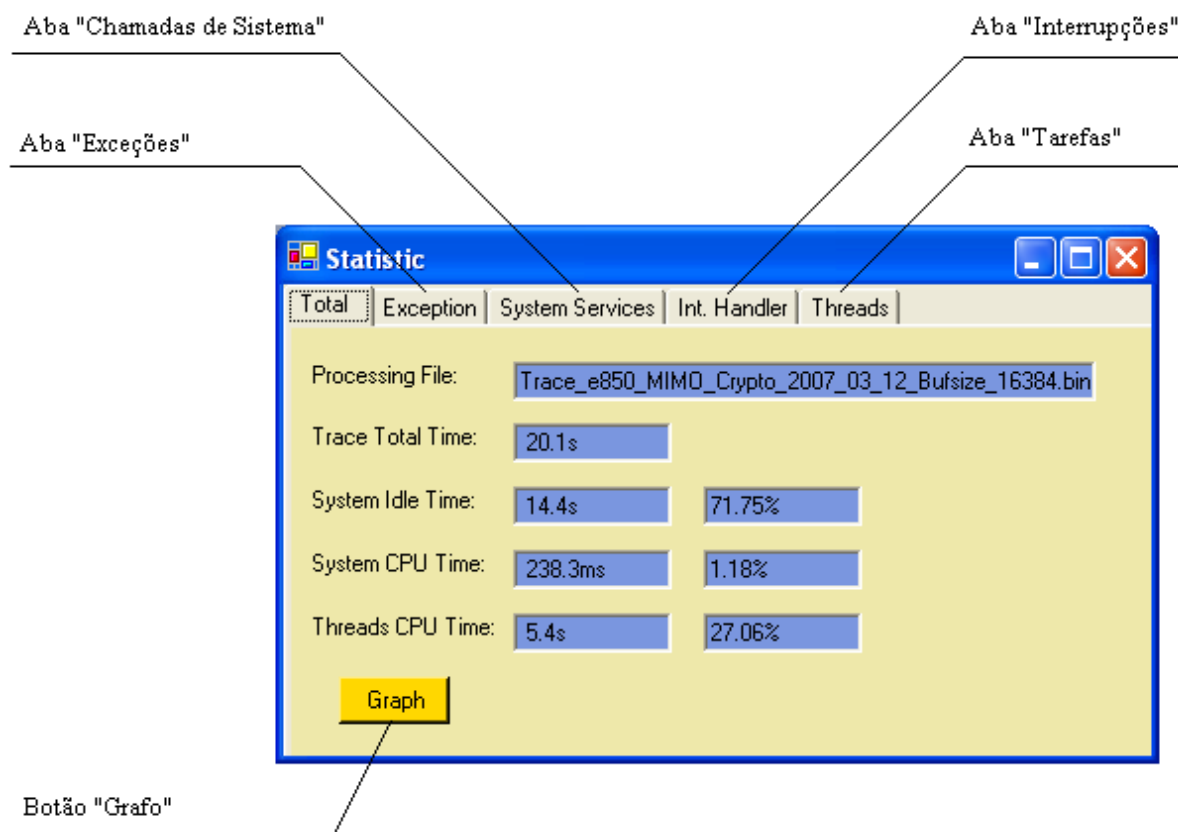 Aba "Chamadas de Sistema"
Aba "Interrupções"
Aba "Exceções"
Aba "Tarefas"
Statistic
Total Exception System Services Int. Handler Threads
Processing File: Trace_e850_MIMO_Crypto_2007_03_12_Bufsize_16384.bin
Trace Total Time: 20.1s
System Idle Time: 14.4s 71.75%
System CPU Time: 238.3ms 1.18%
Threads CPU Time: 5.4s 27.06%
Graph
Botão "Grafo"